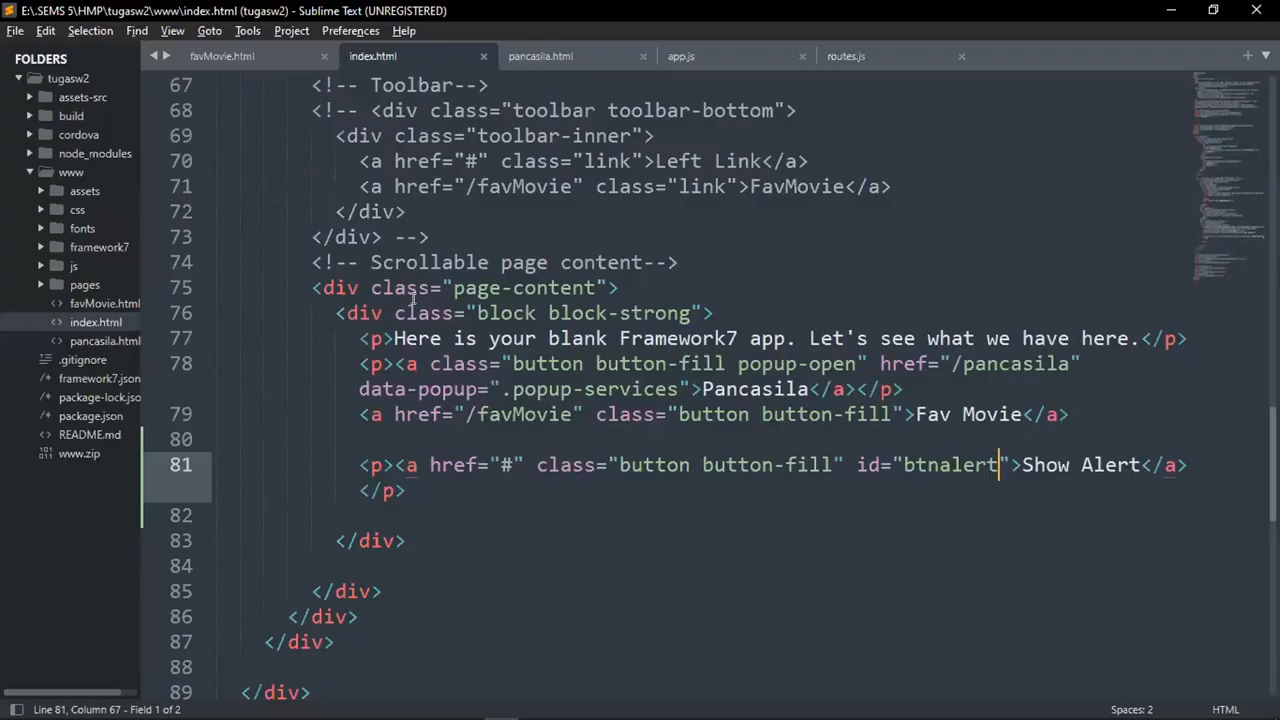 E:\.SEMS 5\HMP\tugasw2\www\index.html (tugasw2) - Sublime Text (UNREGISTERED)
File Edit Selection Find View Goto Tools Project Preferences Help
FOLDERS
tugasw2
assets-src
build
cordova
node_modules
www
assets
css
fonts
framework7
js
pages
favMovie.html
index.html
pancasila.html
.gitignore
framework7.json
package-lock.jso
package.json
README.md
www.zip
favMovie.html index.html pancasila.html app.js routes.js
67 <!-- Toolbar-->
68 <!-- <div class="toolbar toolbar-bottom">
69 <div class="toolbar-inner">
70 <a href="#" class="link">Left Link</a>
71 <a href="/favMovie" class="link">FavMovie</a>
72 </div>
73 </div> -->
74 <!-- Scrollable page content-->
75 <div class="page-content">
76 <div class="block block-strong">
77 <p>Here is your blank Framework7 app. Let's see what we have here.</p>
78 <p><a class="button button-fill popup-open" href="/pancasila"
data-popup=".popup-services">Pancasila</a></p>
79 <a href="/favMovie" class="button button-fill">Fav Movie</a>
80
81 <p><a href="#" class="button button-fill" id="btnalert">Show Alert</a>
</p>
82
83 </div>
84
85 </div>
86 </div>
87 </div>
88
89 </div>
Line 81, Column 67 - Field 1 of 2
Spaces: 2
HTML